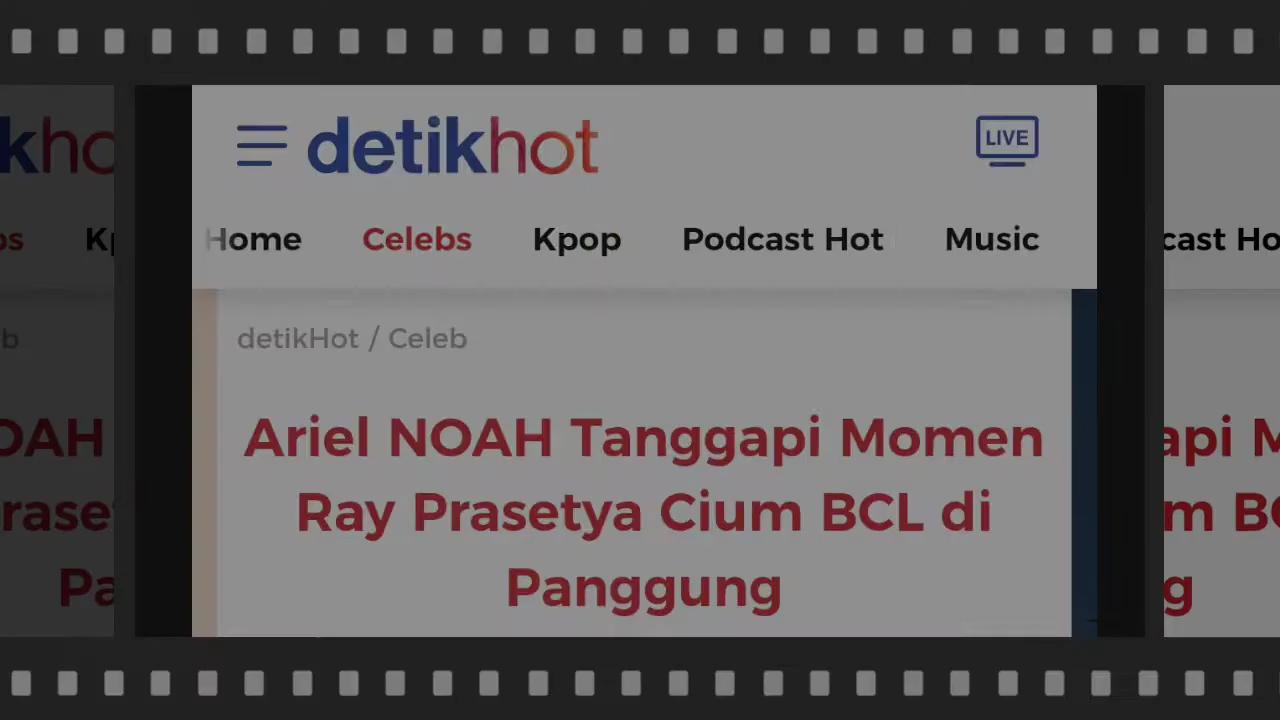 detikhot
LIVE
Home Celebs Kpop Podcast Hot Music
detikHot / Celeb
Ariel NOAH Tanggapi Momen
Ray Prasetya Cium BCL di
Panggung